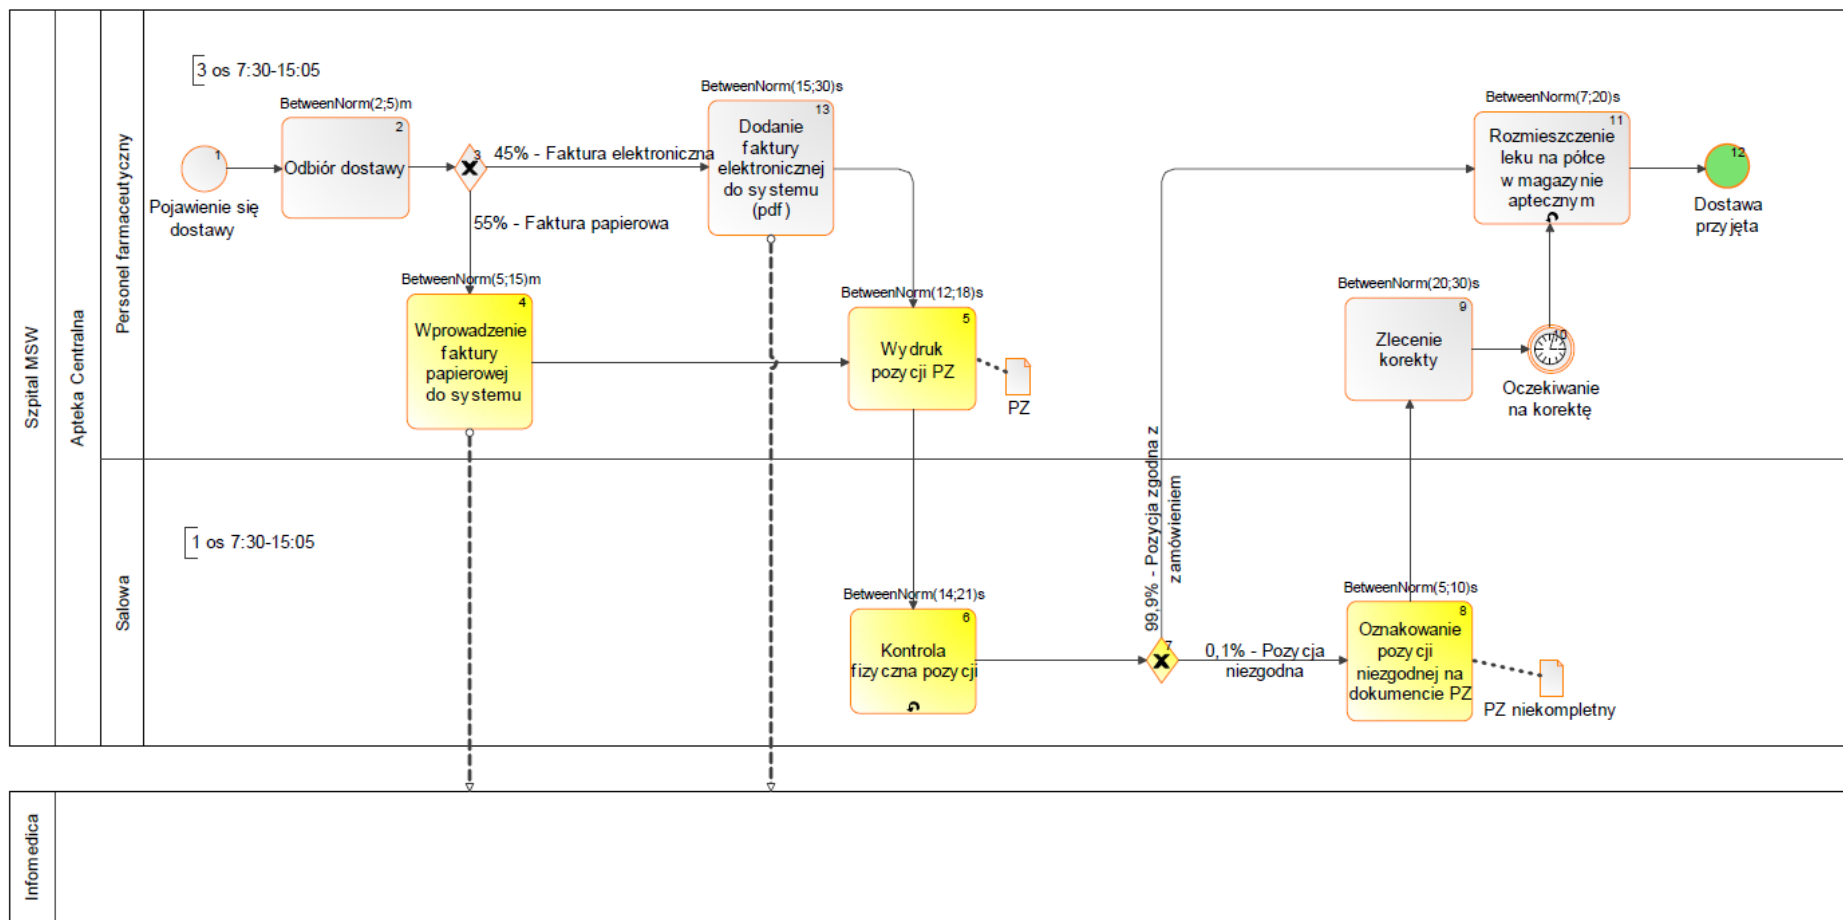 Szpital MSW
Apteka Centralna
Personel farmaceutyczny
3 os 7:30-15:05
1
Pojawienie się
dostawy
BetweenNorm(2;5)m
2
Odbiór dostawy
3
45% - Faktura elektroniczna
55% - Faktura papierowa
BetweenNorm(15;30)s
13
Dodanie
faktury
elektronicznej
do systemu
(pdf)
BetweenNorm(5;15)m
4
Wprowadzenie
faktury
papierowej
do systemu
BetweenNorm(12;18)s
5
Wydruk
pozycji PZ
PZ
BetweenNorm(7;20)s
11
Rozmieszczenie
leku na półce
w magazynie
aptecznym
12
Dostawa
przyjęta
BetweenNorm(20;30)s
9
Zlecenie
korekty
10
Oczekiwanie
na korektę
Salowa
1 os 7:30-15:05
BetweenNorm(14;21)s
6
Kontrola
fizyczna pozycji
7
99,9% - Pozycja zgodna z
zamówieniem
0,1% - Pozycja
niezgodna
BetweenNorm(5;10)s
8
Oznakowanie
pozycji
niezgodnej na
dokumencie PZ
PZ niekompletny
Infomedica